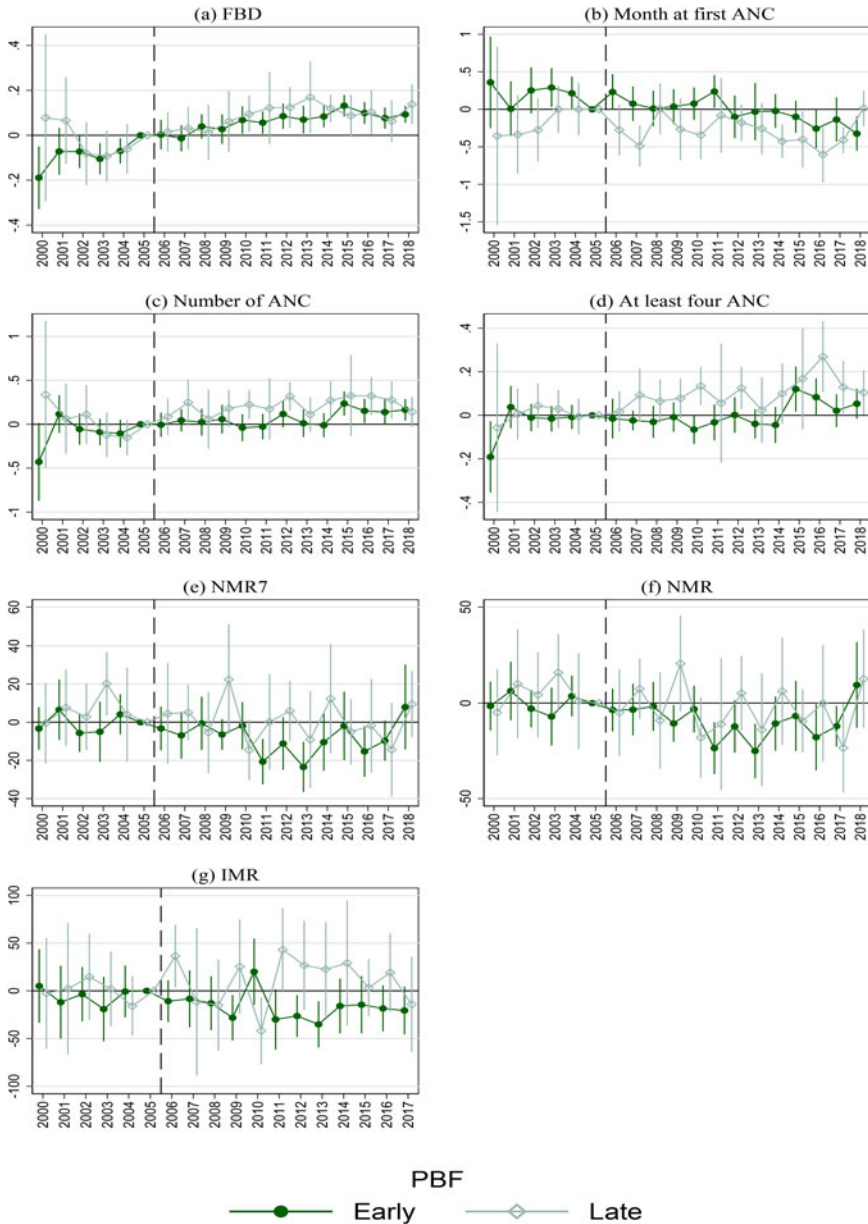 (a) FBD
.4
.2
0
-.2
-.4
2000 2001 2002 2003 2004 2005 2006 2007 2008 2009 2010 2011 2012 2013 2014 2015 2016 2017 2018
(b) Month at first ANC
1
.5
0
-.5
-1
-1.5
2000 2001 2002 2003 2004 2005 2006 2007 2008 2009 2010 2011 2012 2013 2014 2015 2016 2017 2018
(c) Number of ANC
1
.5
0
-.5
-1
2000 2001 2002 2003 2004 2005 2006 2007 2008 2009 2010 2011 2012 2013 2014 2015 2016 2017 2018
(d) At least four ANC
.4
.2
0
-.2
-.4
2000 2001 2002 2003 2004 2005 2006 2007 2008 2009 2010 2011 2012 2013 2014 2015 2016 2017 2018
(e) NMR7
60
40
20
0
-20
-40
2000 2001 2002 2003 2004 2005 2006 2007 2008 2009 2010 2011 2012 2013 2014 2015 2016 2017 2018
(f) NMR
50
0
-50
2000 2001 2002 2003 2004 2005 2006 2007 2008 2009 2010 2011 2012 2013 2014 2015 2016 2017 2018
(g) IMR
100
50
0
-50
-100
2000 2001 2002 2003 2004 2005 2006 2007 2008 2009 2010 2011 2012 2013 2014 2015 2016 2017
PBF
Early Late